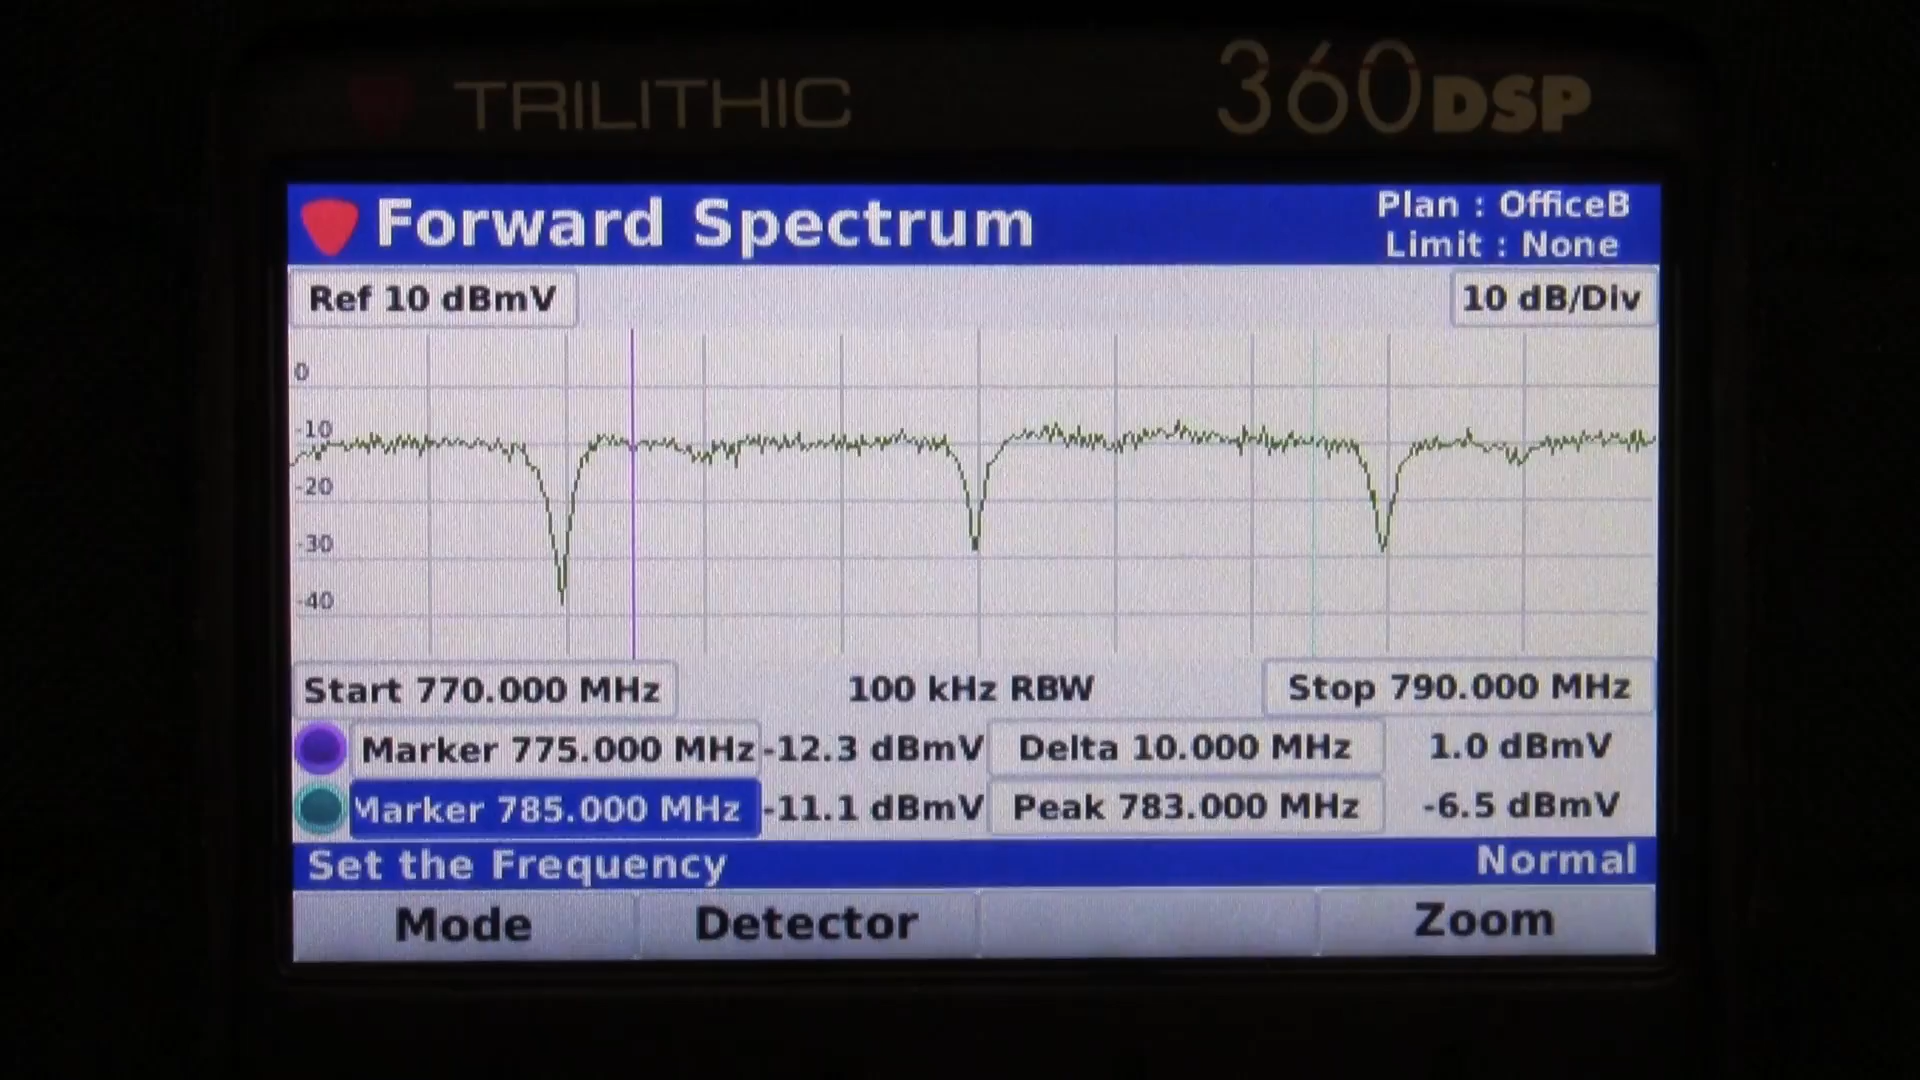 TRILITHIC 360DSP
Forward Spectrum
Plan : OfficeB
Limit : None
Ref 10 dBmV
10 dB/Div
0
-10
-20
-30
-40
Start 770.000 MHz
100 kHz RBW
Stop 790.000 MHz
Marker 775.000 MHz -12.3 dBmV Delta 10.000 MHz 1.0 dBmV
Marker 785.000 MHz -11.1 dBmV Peak 783.000 MHz -6.5 dBmV
Set the Frequency Normal
Mode Detector Zoom